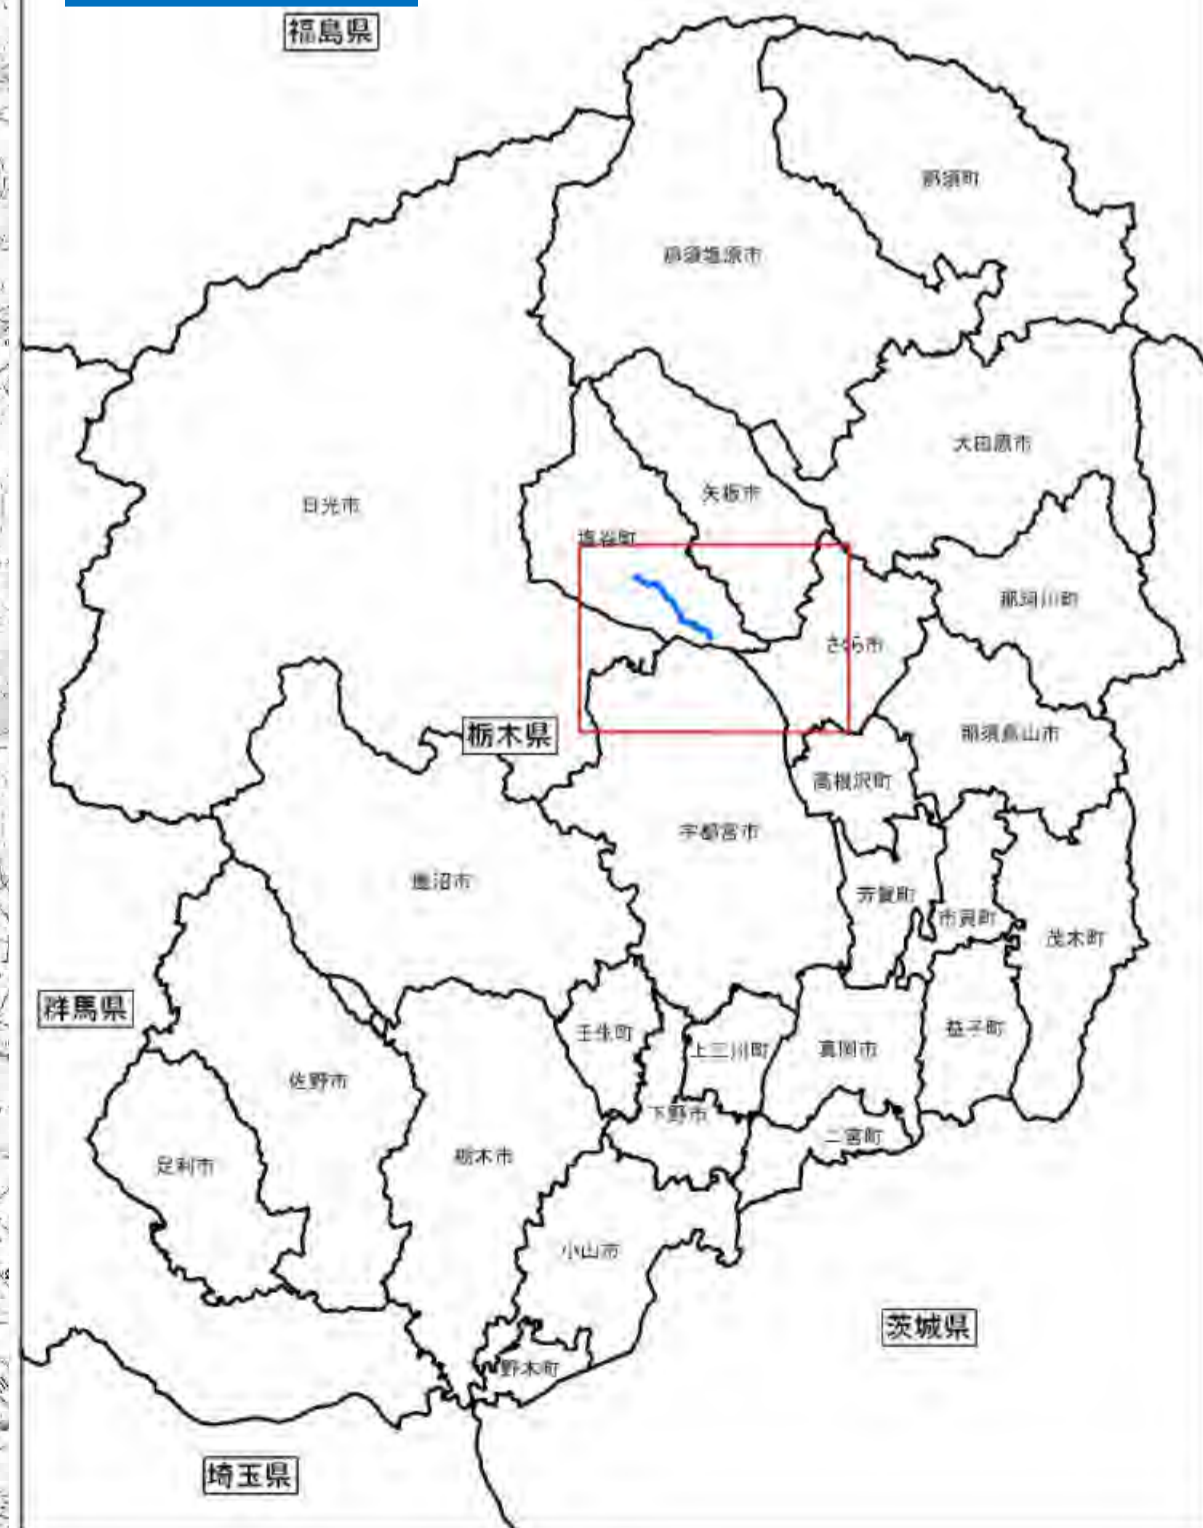 福島県
那須町
那須塩原市
大田原市
矢板市
日光市
塩谷町
那珂川町
さくら市
那須烏山市
栃木県
高根沢町
宇都宮市
鹿沼市
芳賀町
市貝町
茂木町
群馬県
益子町
壬生町
上三川町
真岡市
佐野市
下野市
二宮町
栃木市
足利市
小山市
茨城県
野木町
埼玉県